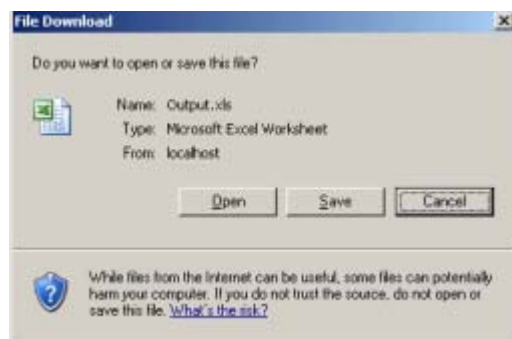 File Download
Do you want to open or save this file?
Name: Output.xls
Type: Microsoft Excel Worksheet
From: localhost
Open Save Cancel
While files from the Internet can be useful, some files can potentially
harm your computer. If you do not trust the source, do not open or
save this file. What's the risk?